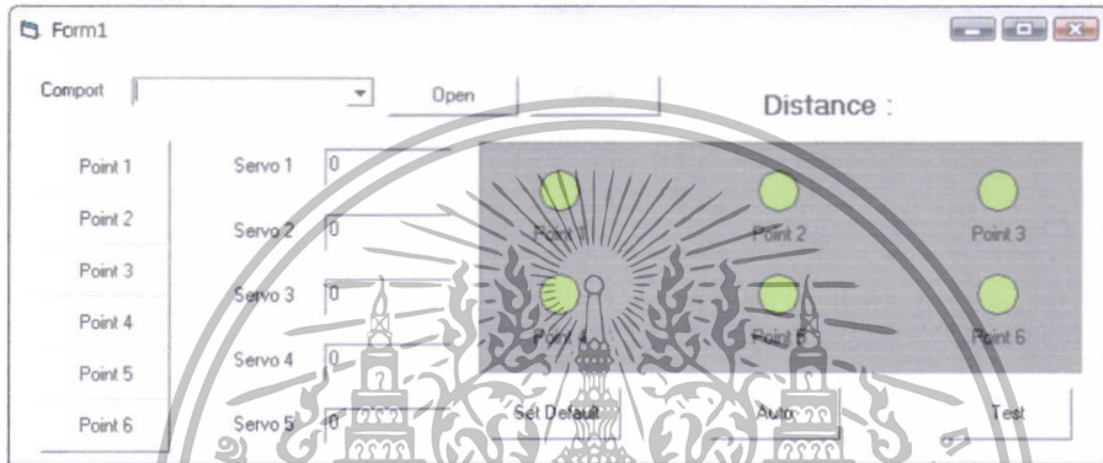 Form1
Comport Open Close Distance :
Point 1 Servo 1 0
Point 2 Servo 2 0
Point 3 Servo 3 0
Point 4 Servo 4 0
Point 5 Servo 5 0
Point 6
Point 1 Point 2 Point 3
Point 4 Point 5 Point 6
Set Default Auto Test